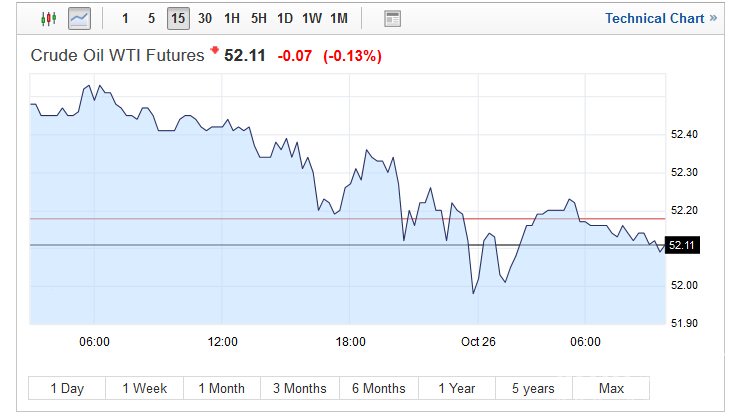 1 5 15 30 1H 5H 1D 1W 1M Technical Chart »
Crude Oil WTI Futures 52.11 -0.07 (-0.13%)
52.40
52.30
52.20
52.11
52.00
51.90
06:00 12:00 18:00 Oct 26 06:00
1 Day 1 Week 1 Month 3 Months 6 Months 1 Year 5 years Max